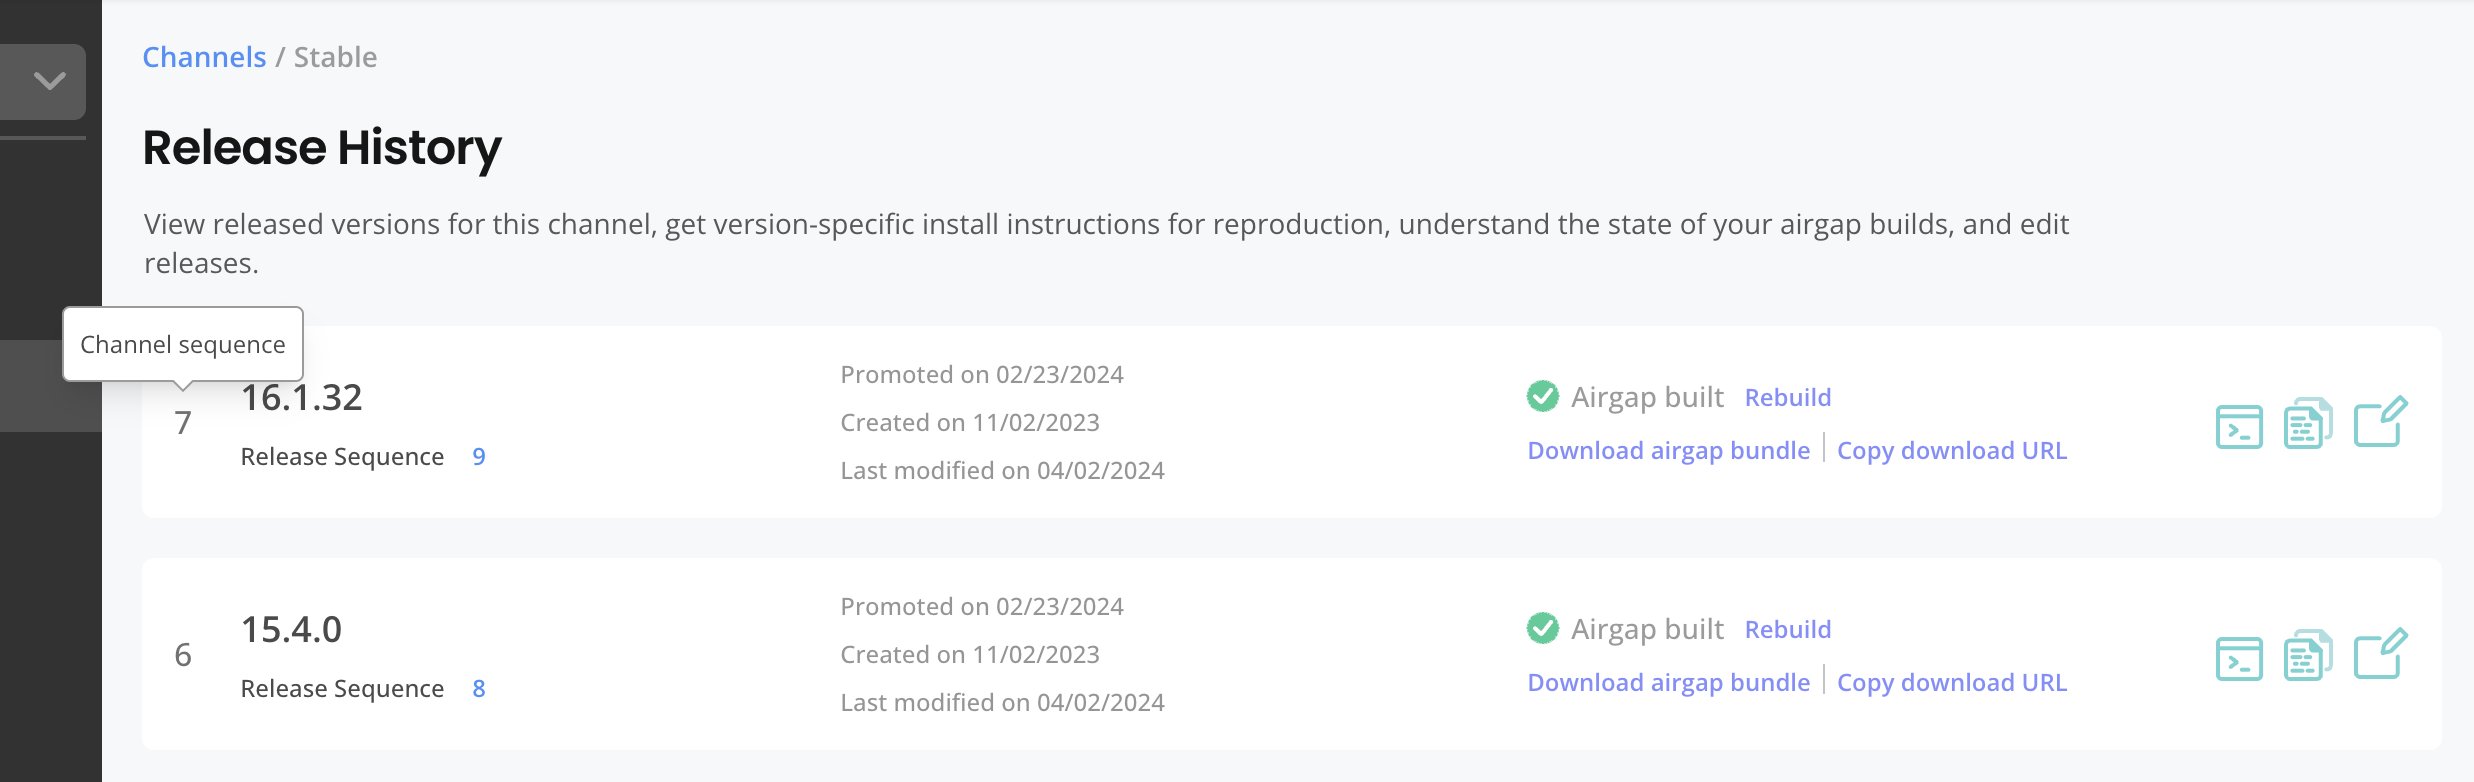 Channels / Stable
Release History
View released versions for this channel, get version-specific install instructions for reproduction, understand the state of your airgap builds, and edit
releases.
Channel sequence
7
16.1.32
Release Sequence 9
Promoted on 02/23/2024
Created on 11/02/2023
Last modified on 04/02/2024
Airgap built Rebuild
Download airgap bundle Copy download URL
6
15.4.0
Release Sequence 8
Promoted on 02/23/2024
Created on 11/02/2023
Last modified on 04/02/2024
Airgap built Rebuild
Download airgap bundle Copy download URL